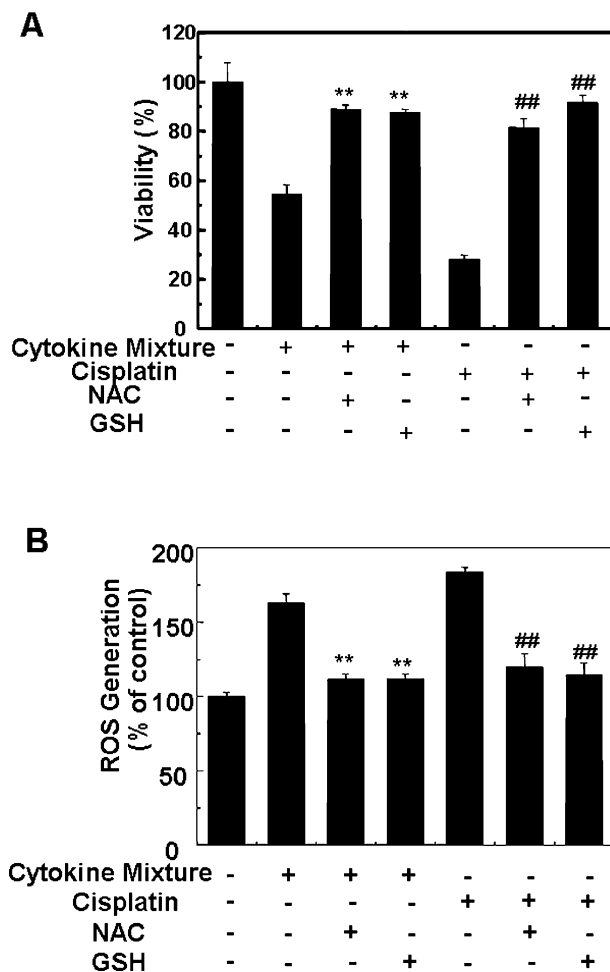 A
120
100
80
60
40
20
0
Viability (%)
** ** ## ##
Cytokine Mixture - + + + - - -
Cisplatin - - - - + + +
NAC - - + - - + -
GSH - - - + - - +
B
200
150
100
50
0
ROS Generation
(% of control)
** ** ## ##
Cytokine Mixture - + + + - - -
Cisplatin - - - - + + +
NAC - - + - - + -
GSH - - - + - - +